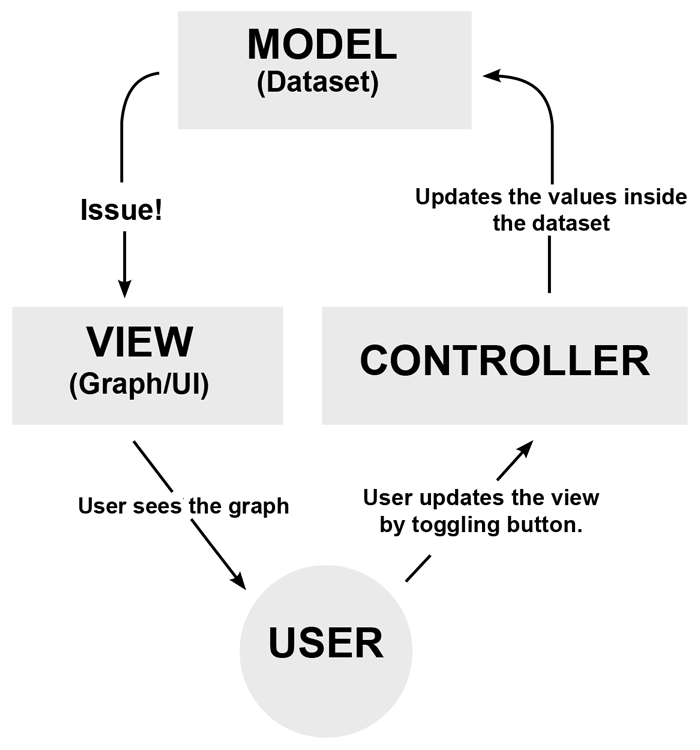 MODEL
(Dataset)
Issue!
Updates the values inside
the dataset
VIEW
(Graph/UI)
CONTROLLER
User sees the graph
User updates the view
by toggling button.
USER